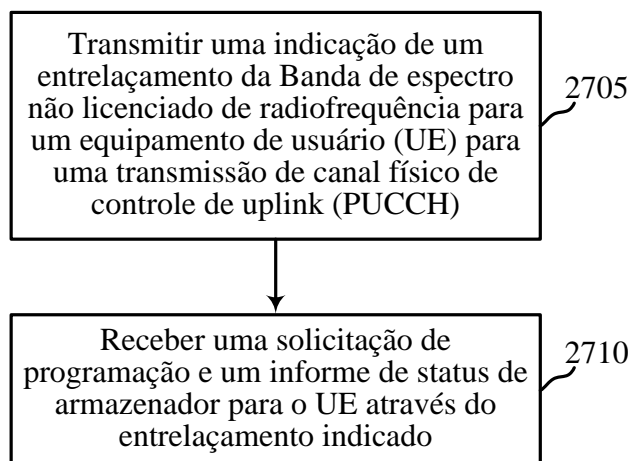 Transmitir uma indicação de um
entrelaçamento da Banda de espectro
não licenciado de radiofrequência para
um equipamento de usuário (UE) para
uma transmissão de canal físico de
controle de uplink (PUCCH)
2705
Receber uma solicitação de
programação e um informe de status de
armazenador para o UE através do
entrelaçamento indicado
2710